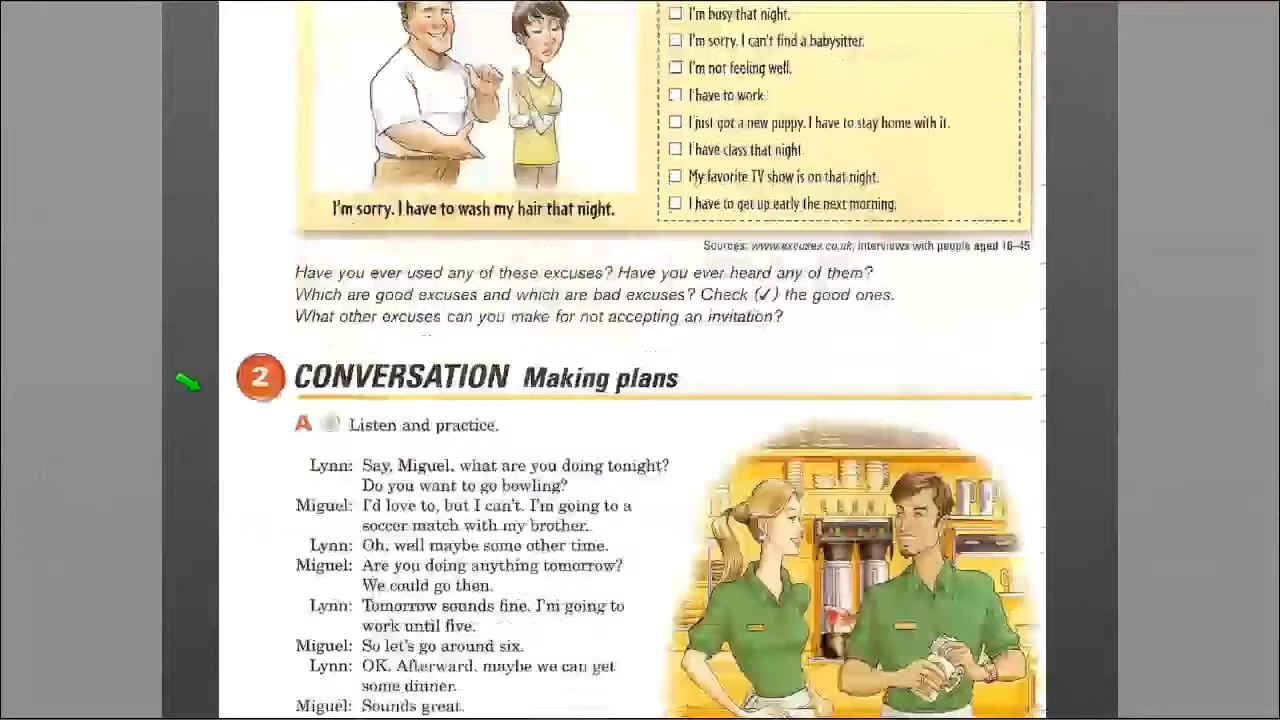 I'm busy that night.
I'm sorry. I can't find a babysitter.
I'm not feeling well.
I have to work.
I just got a new puppy. I have to stay home with it.
I have class that night.
My favorite TV show is on that night.
I have to get up early the next morning.
I'm sorry. I have to wash my hair that night.
Sources: www.excuses.co.uk; interviews with people aged 16–45
Have you ever used any of these excuses? Have you ever heard any of them?
Which are good excuses and which are bad excuses? Check (✓) the good ones.
What other excuses can you make for not accepting an invitation?
2 CONVERSATION Making plans
A Listen and practice.
Lynn: Say, Miguel, what are you doing tonight?
Do you want to go bowling?
Miguel: I'd love to, but I can't. I'm going to a
soccer match with my brother.
Lynn: Oh, well maybe some other time.
Miguel: Are you doing anything tomorrow?
We could go then.
Lynn: Tomorrow sounds fine. I'm going to
work until five.
Miguel: So let's go around six.
Lynn: OK. Afterward, maybe we can get
some dinner.
Miguel: Sounds great.